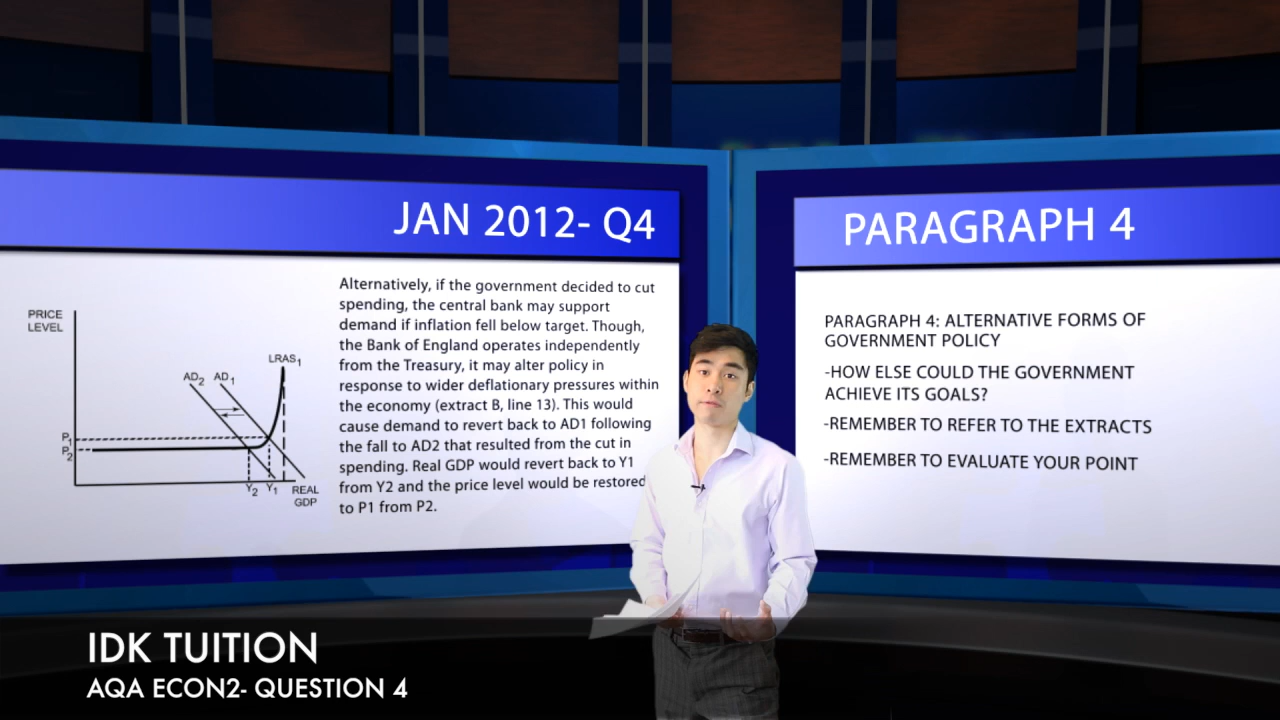 JAN 2012- Q4
PRICE
LEVEL
AD2 AD1
LRAS1
P1
P2
Y2 Y1
REAL
GDP
Alternatively, if the government decided to cut
spending, the central bank may support
demand if inflation fell below target. Though,
the Bank of England operates independently
from the Treasury, it may alter policy in
response to wider deflationary pressures within
the economy (extract B, line 13). This would
cause demand to revert back to AD1 following
the fall to AD2 that resulted from the cut in
spending. Real GDP would revert back to Y1
from Y2 and the price level would be restored
to P1 from P2.
PARAGRAPH 4
PARAGRAPH 4: ALTERNATIVE FORMS OF
GOVERNMENT POLICY
-HOW ELSE COULD THE GOVERNMENT
ACHIEVE ITS GOALS?
-REMEMBER TO REFER TO THE EXTRACTS
-REMEMBER TO EVALUATE YOUR POINT
IDK TUITION
AQA ECON2- QUESTION 4